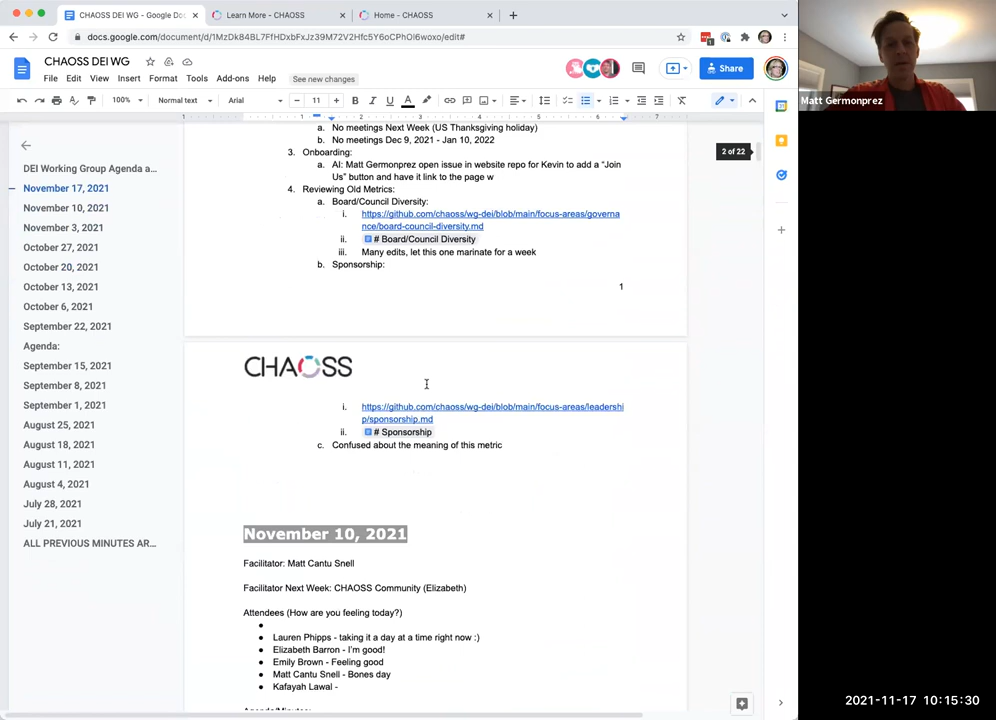 CHAOSS DEI WG - Google Doc
Learn More - CHAOSS
Home - CHAOSS
docs.google.com/document/d/1MzDk84BL7FfHDxbFxJz39M72V2Hfc5Y6oCPhOl6woxo/edit#
CHAOSS DEI WG
File Edit View Insert Format Tools Add-ons Help See new changes
Share
100% Normal text Arial 11
1 1 2 3 4 5 6 7
Matt Germonprez
2 of 22
DEI Working Group Agenda a...
November 17, 2021
November 10, 2021
November 3, 2021
October 27, 2021
October 20, 2021
October 13, 2021
October 6, 2021
September 22, 2021
Agenda:
September 15, 2021
September 8, 2021
September 1, 2021
August 25, 2021
August 18, 2021
August 11, 2021
August 4, 2021
July 28, 2021
July 21, 2021
ALL PREVIOUS MINUTES AR...
a. No meetings Next Week (US Thanksgiving holiday)
b. No meetings Dec 9, 2021 - Jan 10, 2022
3. Onboarding:
a. AI: Matt Germonprez open issue in website repo for Kevin to add a "Join
Us" button and have it link to the page w
4. Reviewing Old Metrics:
a. Board/Council Diversity:
i. https://github.com/chaoss/wg-dei/blob/main/focus-areas/governa
nce/board-council-diversity.md
ii. # Board/Council Diversity
iii. Many edits, let this one marinate for a week
b. Sponsorship:
1
CHAOSS
i. https://github.com/chaoss/wg-dei/blob/main/focus-areas/leadershi
p/sponsorship.md
ii. # Sponsorship
c. Confused about the meaning of this metric
November 10, 2021
Facilitator: Matt Cantu Snell
Facilitator Next Week: CHAOSS Community (Elizabeth)
Attendees (How are you feeling today?)
●
● Lauren Phipps - taking it a day at a time right now :)
● Elizabeth Barron - I'm good!
● Emily Brown - Feeling good
● Matt Cantu Snell - Bones day
● Kafayah Lawal -
Agenda/Minutes:
2021-11-17 10:15:30